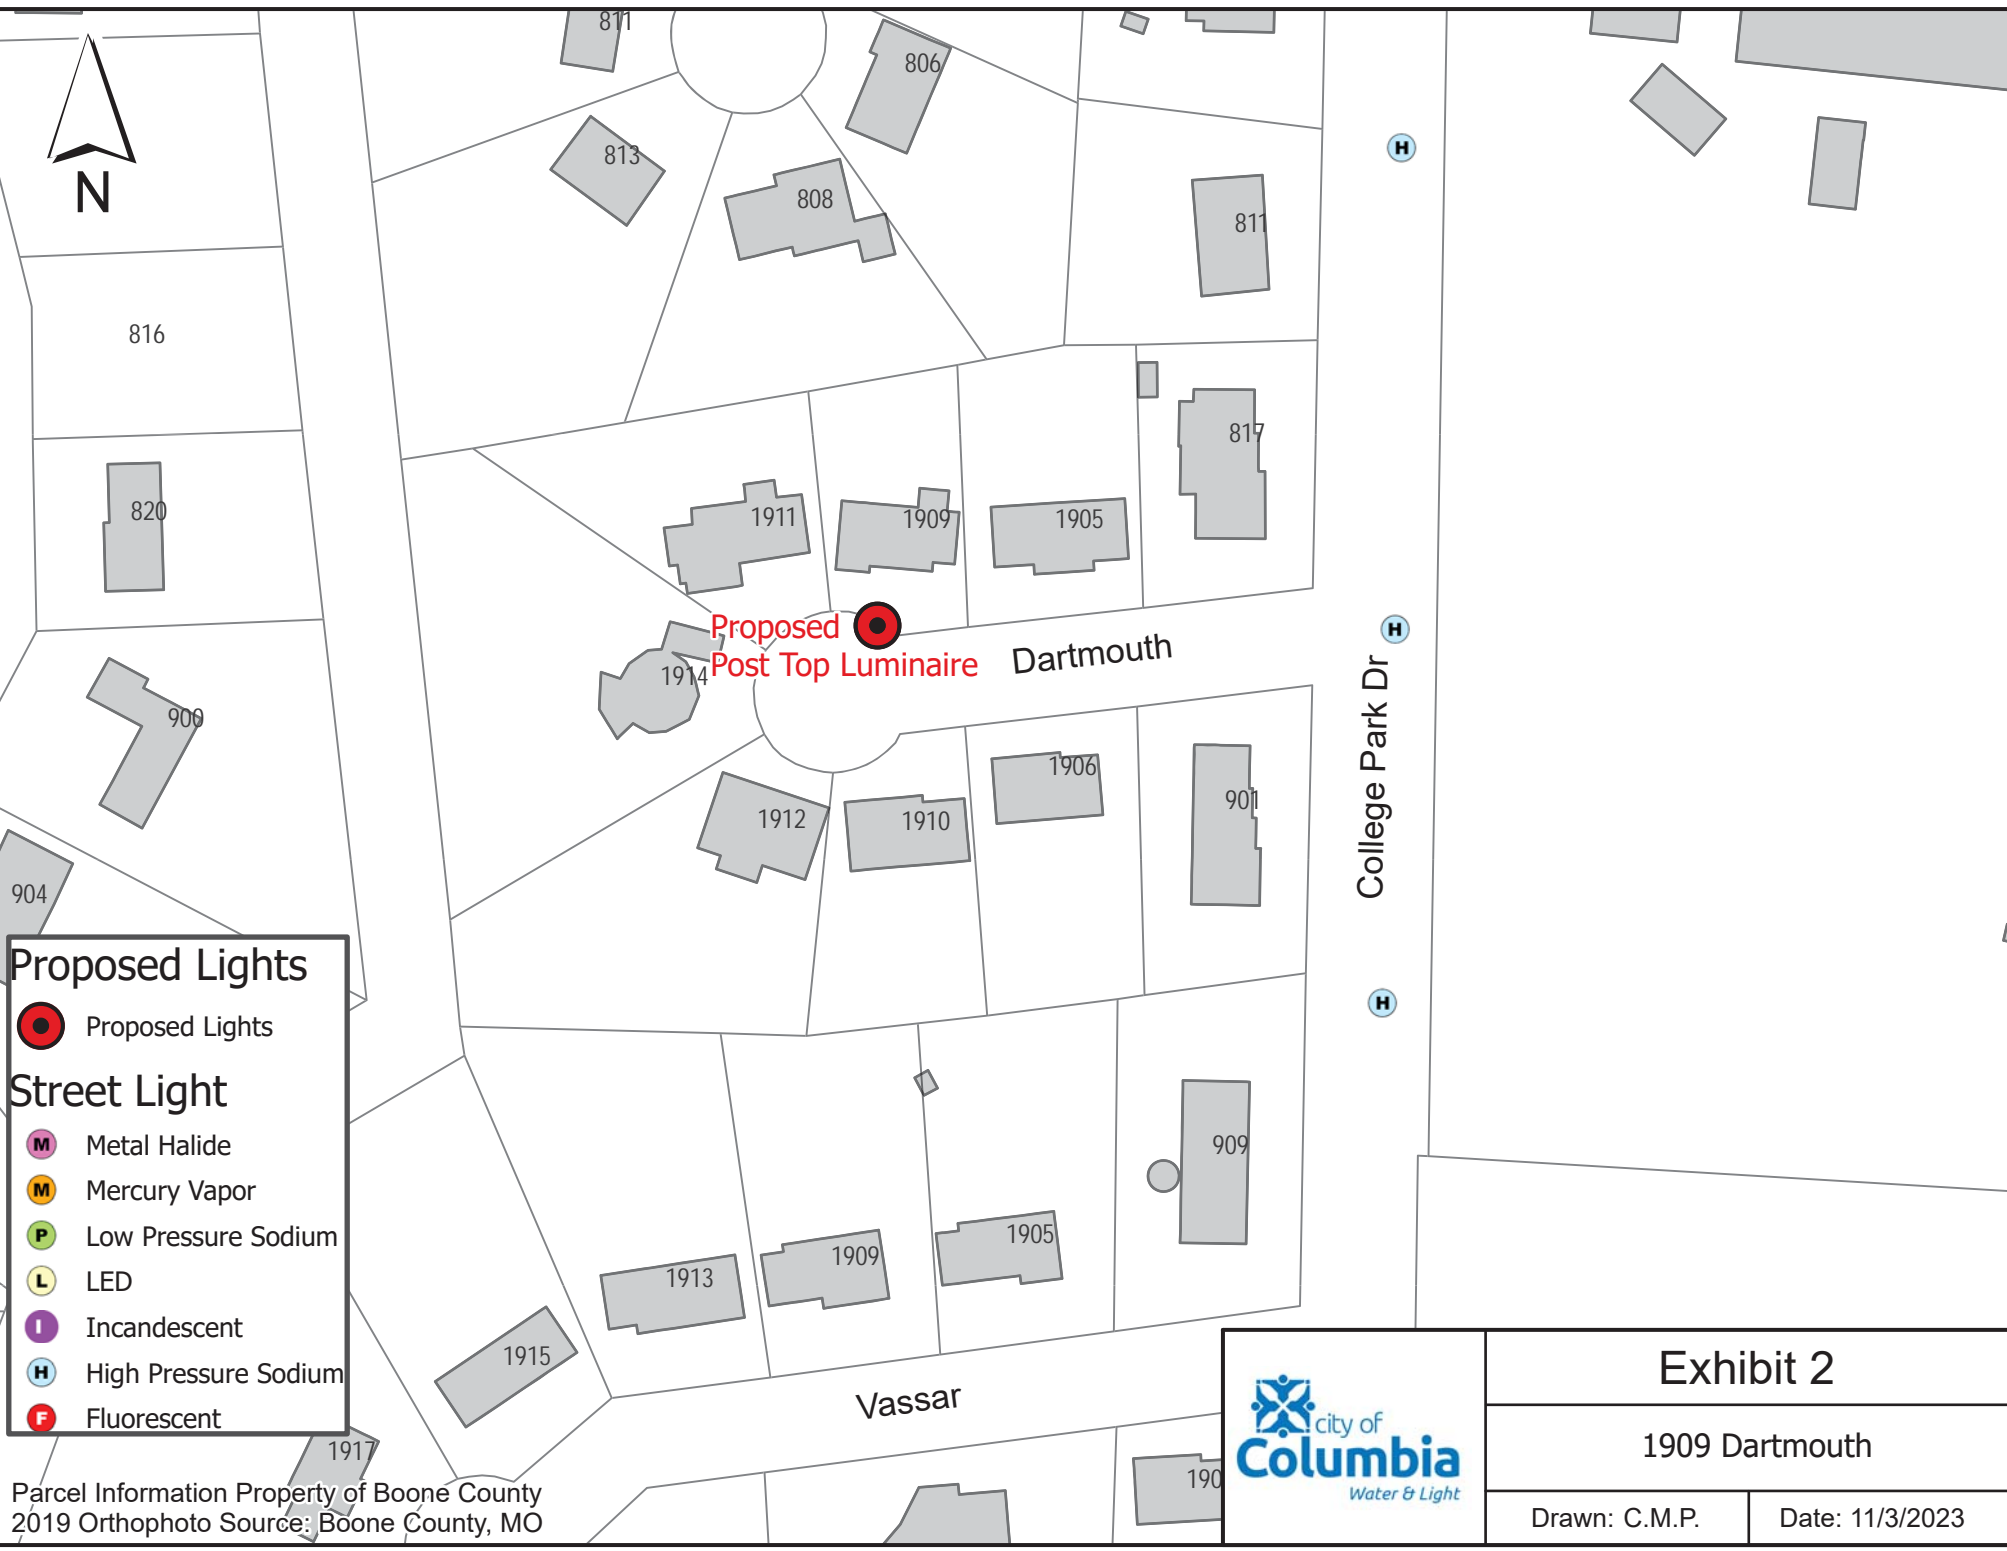 811
806
N
813
808
811
816
817
820
1911
1909
1905
Proposed
Post Top Luminaire
Dartmouth
1914
900
College Park Dr
1906
901
1912
1910
904
Proposed Lights
Proposed Lights
Street Light
M Metal Halide
M Mercury Vapor
P Low Pressure Sodium
L LED
I Incandescent
H High Pressure Sodium
F Fluorescent
H
H
H
909
1905
1909
1913
1915
1917
Vassar
190
Parcel Information Property of Boone County
2019 Orthophoto Source: Boone County, MO
city of
Columbia
Water & Light
Exhibit 2
1909 Dartmouth
Drawn: C.M.P.
Date: 11/3/2023